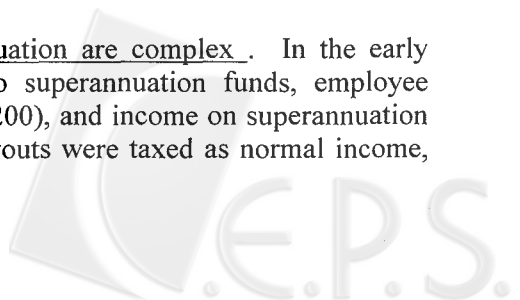 uation are complex . In the early
superannuation funds, employee
200), and income on superannuation
outs were taxed as normal income,
C.E.P.S.